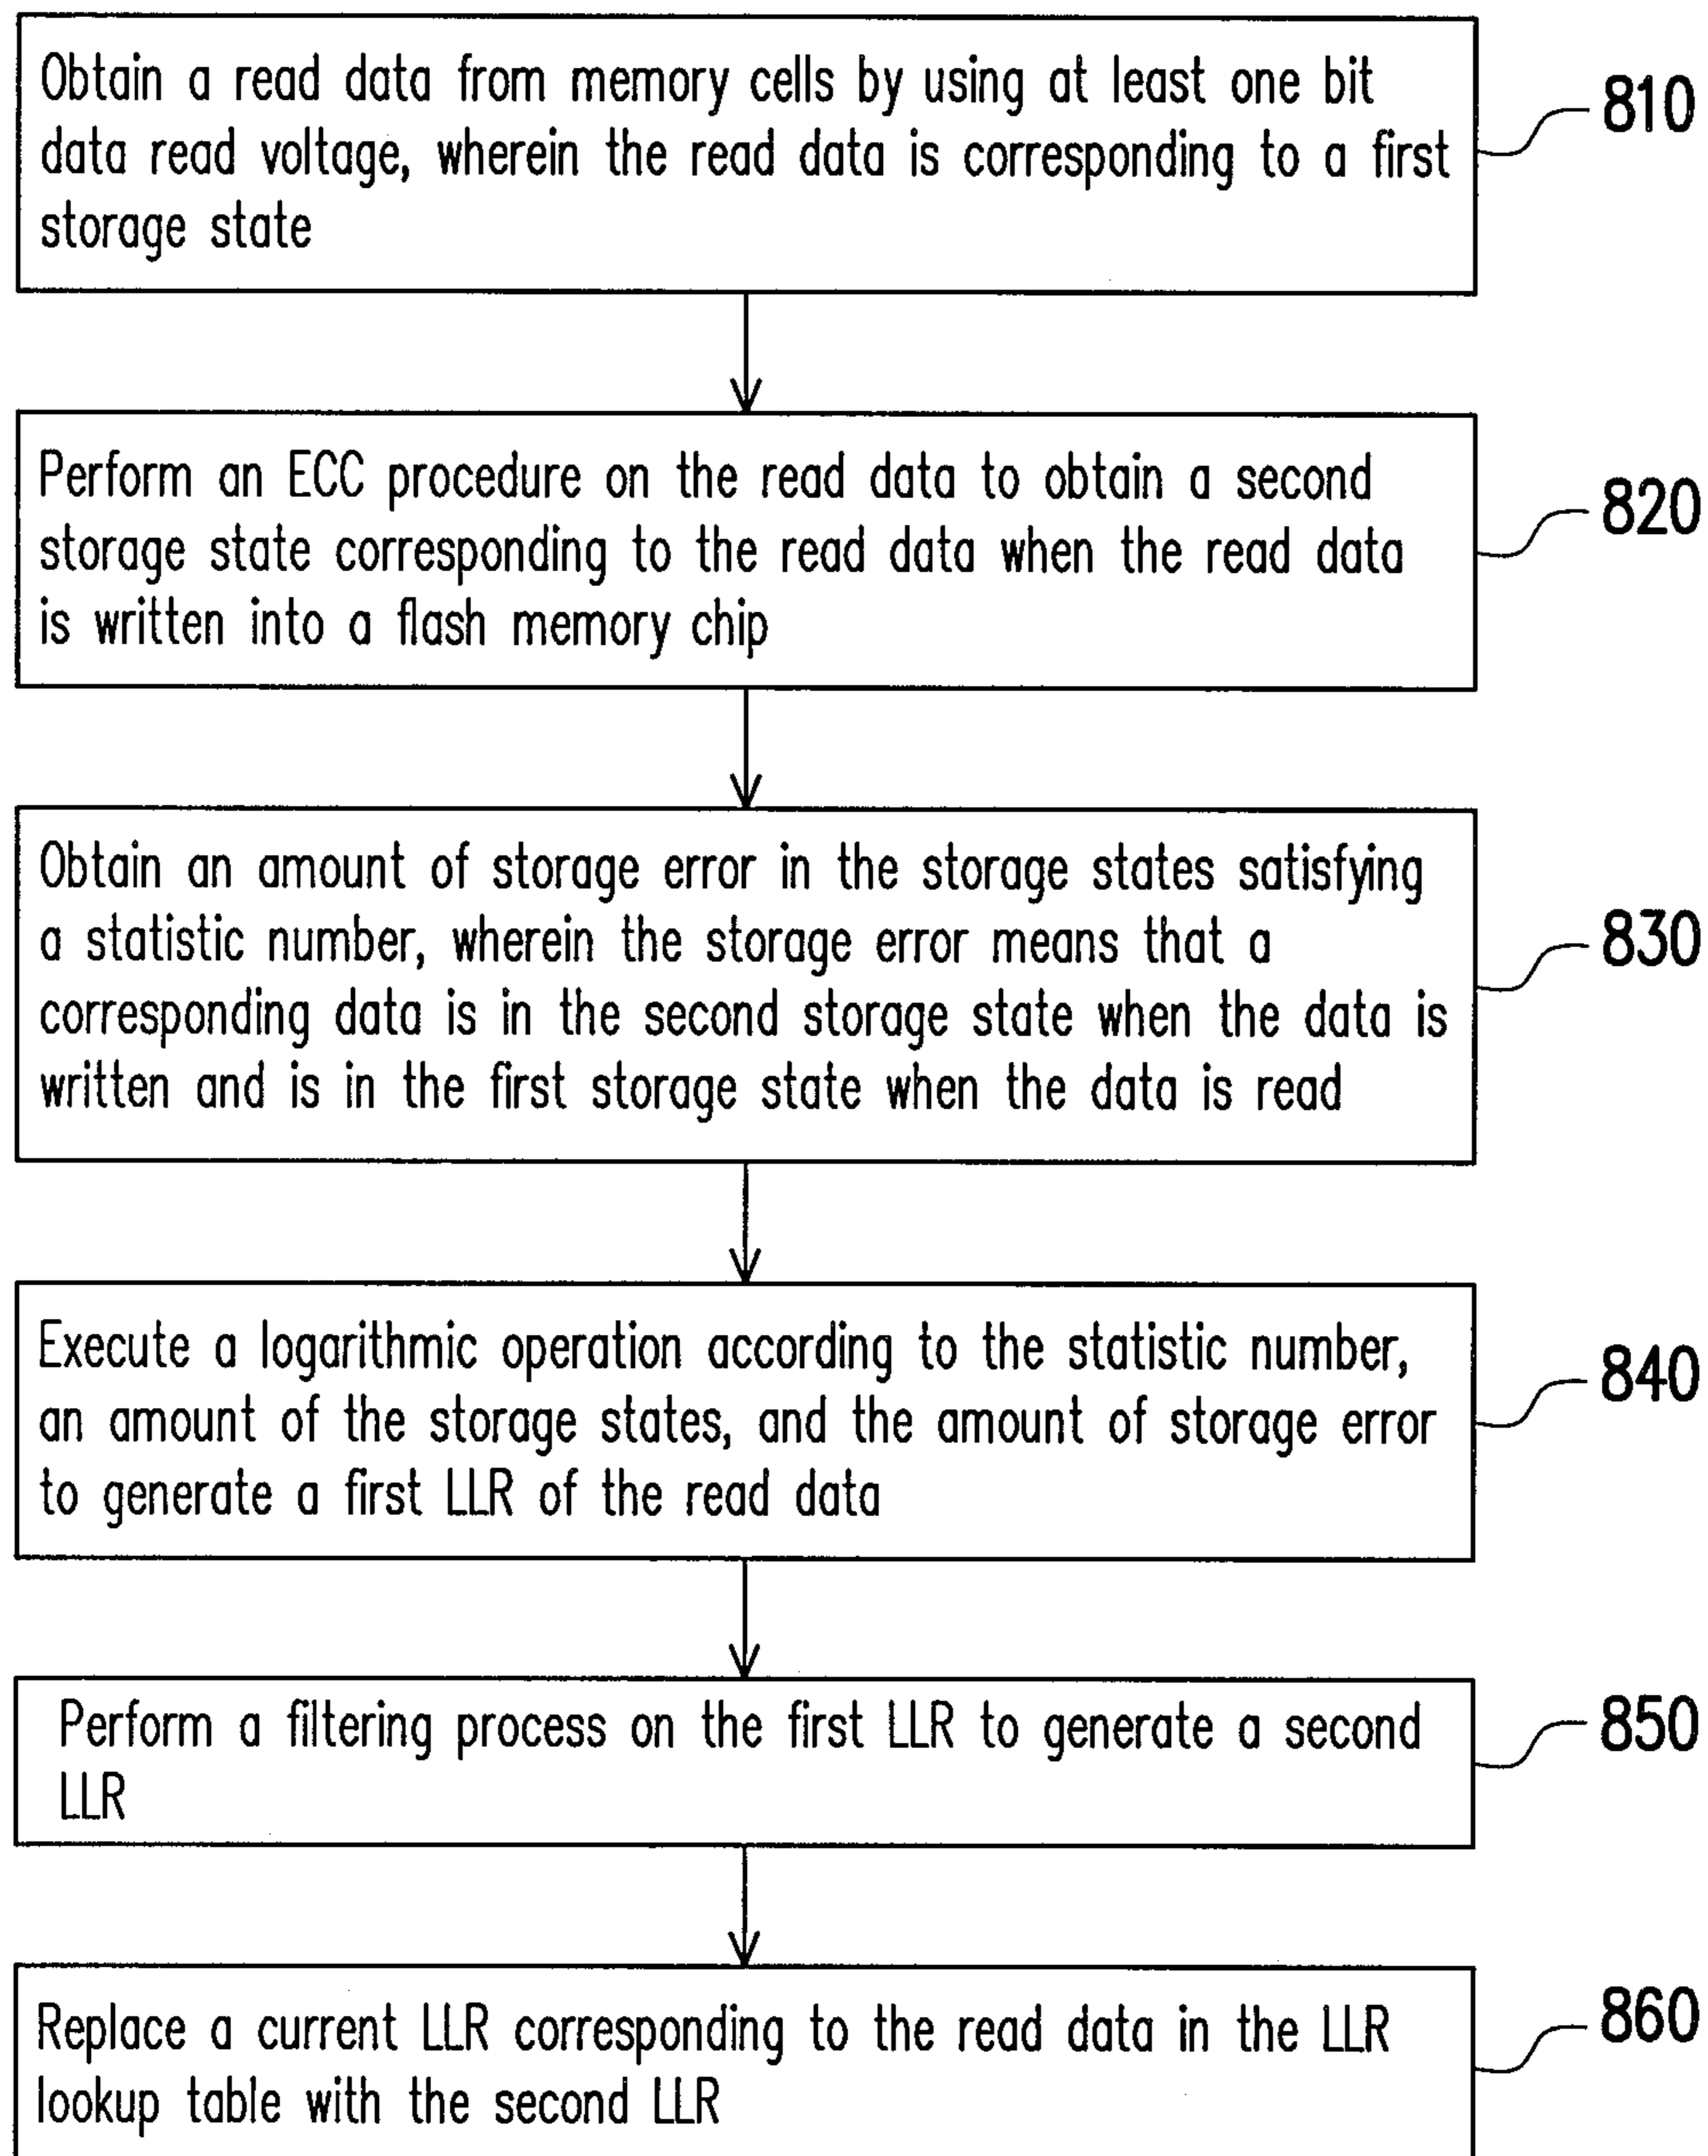 Obtain a read data from memory cells by using at least one bit
data read voltage, wherein the read data is corresponding to a first
storage state
810
Perform an ECC procedure on the read data to obtain a second
storage state corresponding to the read data when the read data
is written into a flash memory chip
820
Obtain an amount of storage error in the storage states satisfying
a statistic number, wherein the storage error means that a
corresponding data is in the second storage state when the data is
written and is in the first storage state when the data is read
830
Execute a logarithmic operation according to the statistic number,
an amount of the storage states, and the amount of storage error
to generate a first LLR of the read data
840
Perform a filtering process on the first LLR to generate a second
LLR
850
Replace a current LLR corresponding to the read data in the LLR
lookup table with the second LLR
860